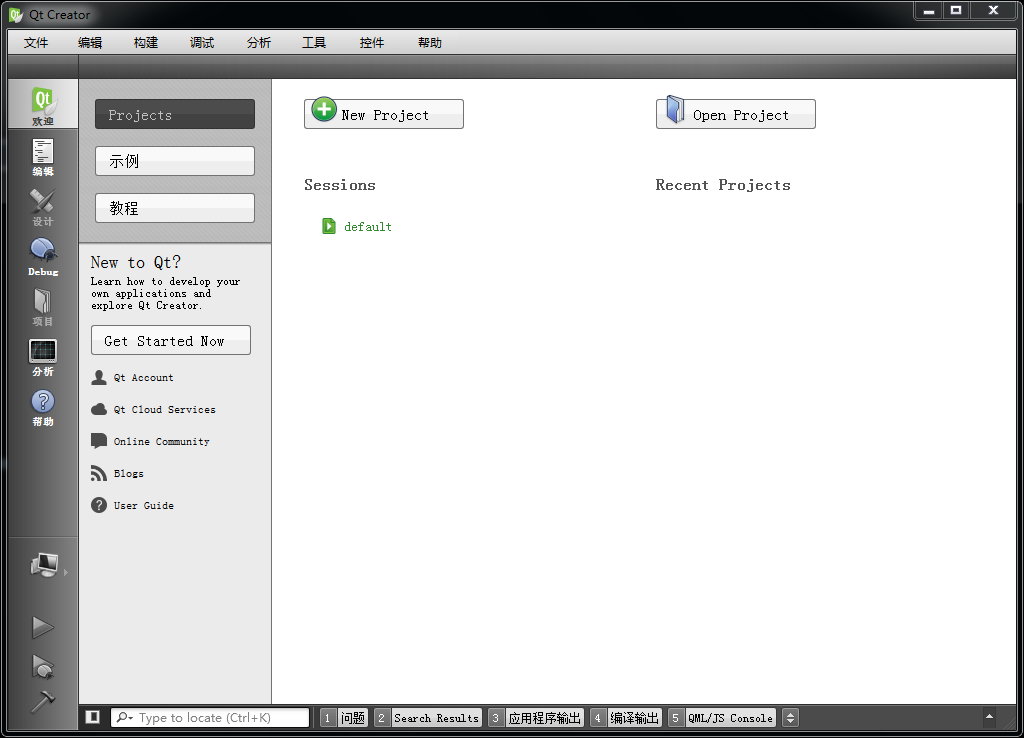 Qt Creator
文件 编辑 构建 调试 分析 工具 控件 帮助
Qt
欢迎
编辑
设计
Debug
项目
分析
帮助
Projects
示例
教程
New to Qt?
Learn how to develop your
own applications and
explore Qt Creator.
Get Started Now
Qt Account
Qt Cloud Services
Online Community
Blogs
User Guide
New Project
Open Project
Sessions
Recent Projects
default
Type to locate (Ctrl+K)
1 问题 2 Search Results 3 应用程序输出 4 编译输出 5 QML/JS Console